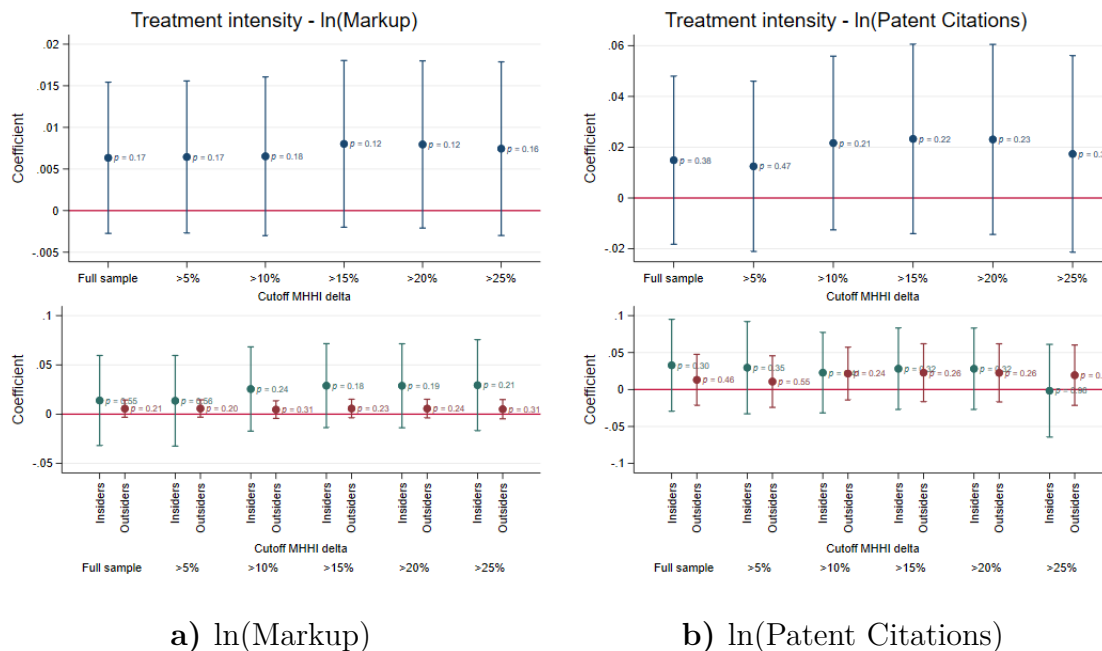 Treatment intensity - ln(Markup)
.02
.015
.01
.005
0
-.005
Coefficient
p = 0.17
p = 0.17
p = 0.18
p = 0.12
p = 0.12
p = 0.16
Full sample >5% >10% >15% >20% >25%
Cutoff MHHI delta
.1
.05
0
-.05
Coefficient
p = 0.55
p = 0.21
p = 0.56
p = 0.20
p = 0.24
p = 0.31
p = 0.18
p = 0.23
p = 0.19
p = 0.24
p = 0.21
p = 0.31
Insiders Outsiders Insiders Outsiders Insiders Outsiders Insiders Outsiders Insiders Outsiders Insiders Outsiders
Cutoff MHHI delta
Full sample >5% >10% >15% >20% >25%
a) ln(Markup)
Treatment intensity - ln(Patent Citations)
.06
.04
.02
0
-.02
Coefficient
p = 0.38
p = 0.47
p = 0.21
p = 0.22
p = 0.23
Full sample >5% >10% >15% >20% >25%
Cutoff MHHI delta
.1
.05
0
-.05
-.1
Coefficient
p = 0.30
p = 0.46
p = 0.35
p = 0.55
p = 0.24
p = 0.32
p = 0.26
p = 0.32
p = 0.26
Insiders Outsiders Insiders Outsiders Insiders Outsiders Insiders Outsiders Insiders Outsiders Insiders Outsiders
Cutoff MHHI delta
Full sample >5% >10% >15% >20% >25%
b) ln(Patent Citations)